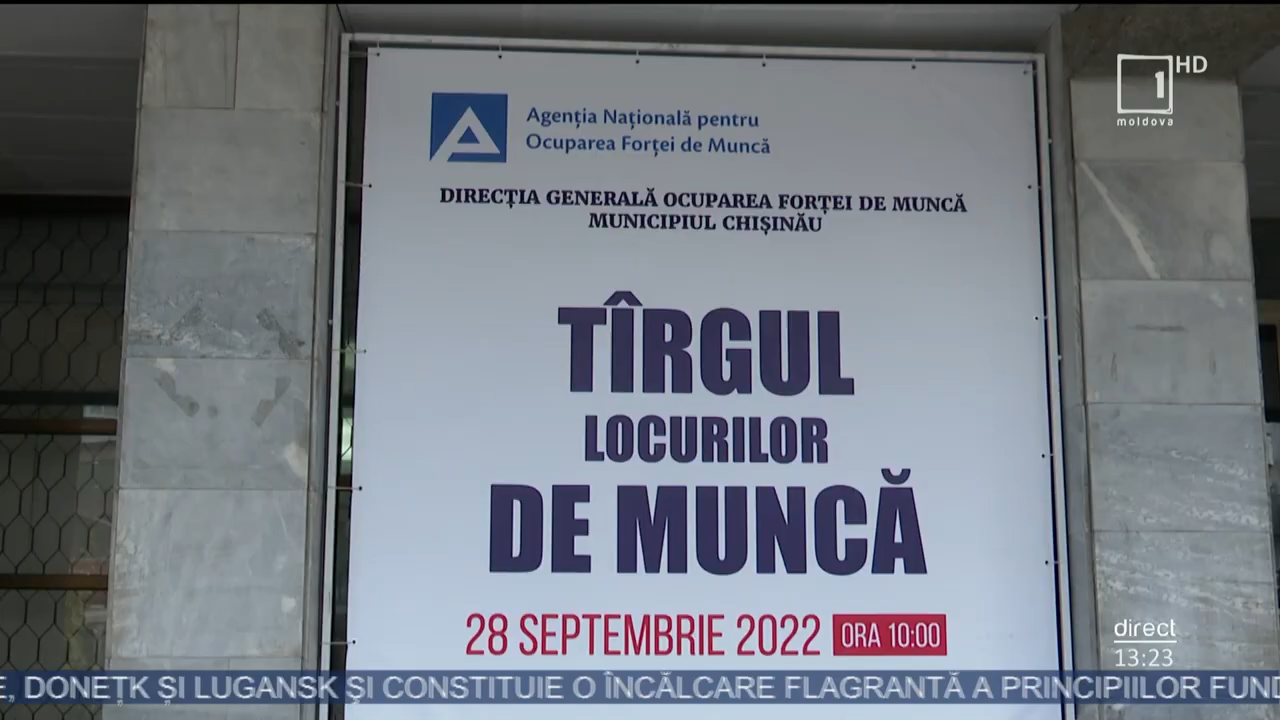 HD
1
moldova
Agenția Națională pentru
Ocuparea Forței de Muncă
DIRECȚIA GENERALĂ OCUPAREA FORȚEI DE MUNCĂ
MUNICIPIUL CHIȘINĂU
TÎRGUL
LOCURILOR
DE MUNCĂ
28 SEPTEMBRIE 2022 ORA 10:00
direct
13:23
E, DONEȚK ȘI LUGANSK ȘI CONSTITUIE O ÎNCĂLCARE FLAGRANTĂ A PRINCIPIILOR FUND